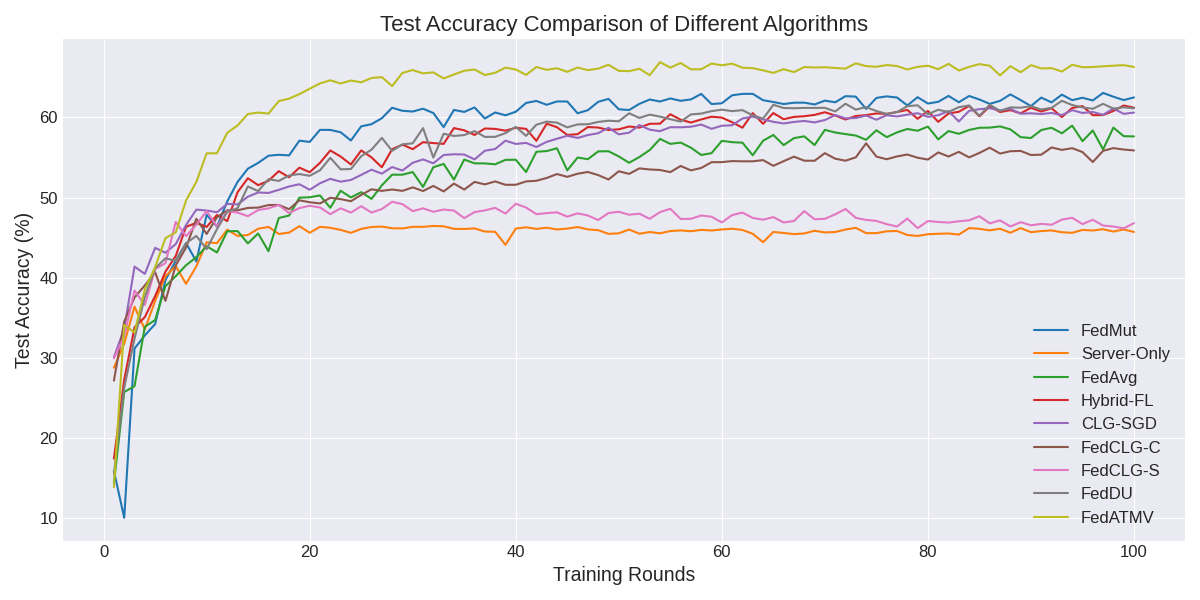 Test Accuracy Comparison of Different Algorithms
Test Accuracy (%)
60
50
40
30
20
10
0
20
40
60
80
100
Training Rounds
FedMut
Server-Only
FedAvg
Hybrid-FL
CLG-SGD
FedCLG-C
FedCLG-S
FedDU
FedATMV